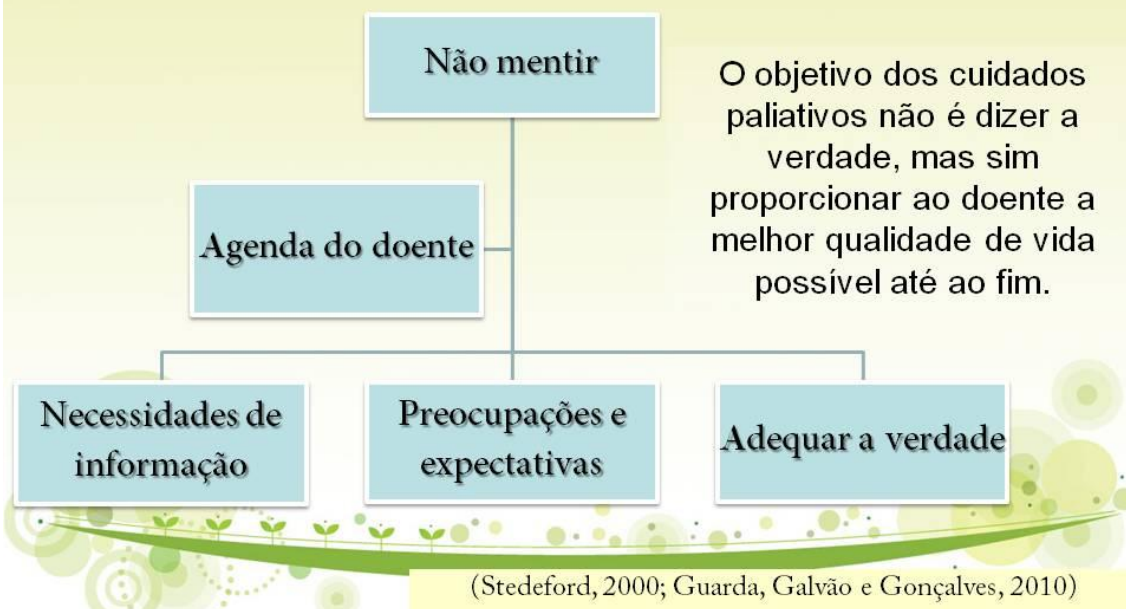 Não mentir
O objetivo dos cuidados
paliativos não é dizer a
verdade, mas sim
proporcionar ao doente a
melhor qualidade de vida
possível até ao fim.
Agenda do doente
Necessidades de
informação
Preocupações e
expectativas
Adequar a verdade
(Stedeford, 2000; Guarda, Galvão e Gonçalves, 2010)